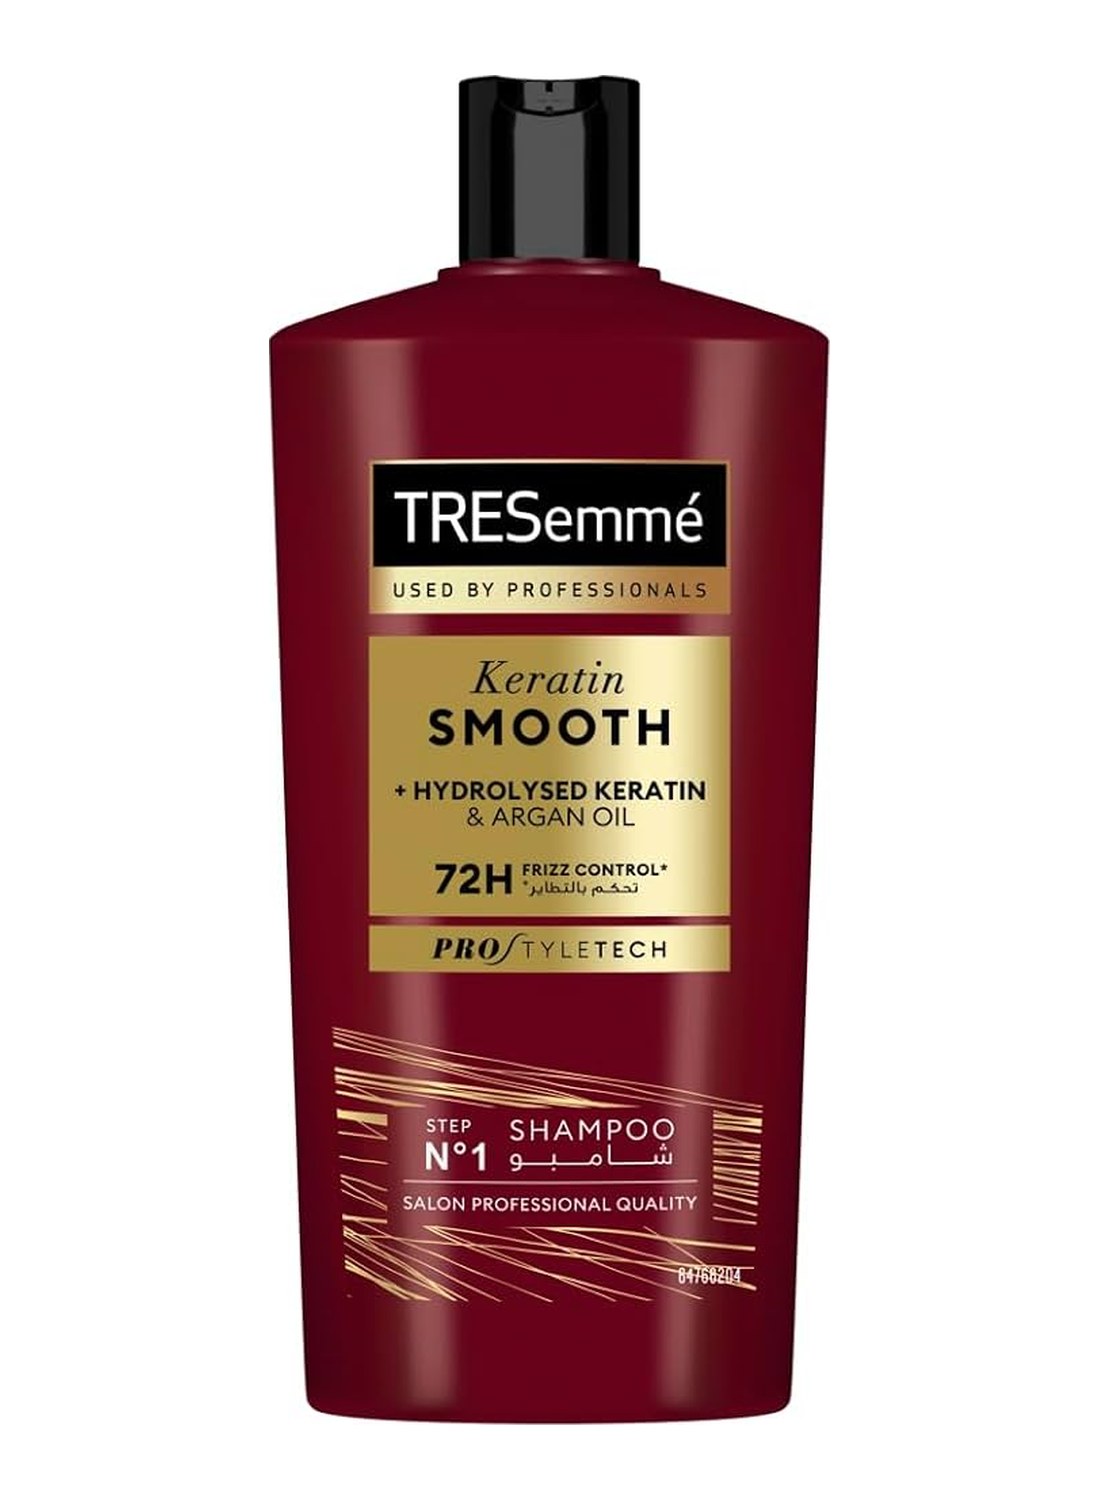 TRESemmé
USED BY PROFESSIONALS
Keratin
SMOOTH
+ HYDROLYSED KERATIN
& ARGAN OIL
72H FRIZZ CONTROL*
تحكم بالتطاير*
PROSTYLETECH
STEP
N°1
SHAMPOO
شامبو
SALON PROFESSIONAL QUALITY
84768204